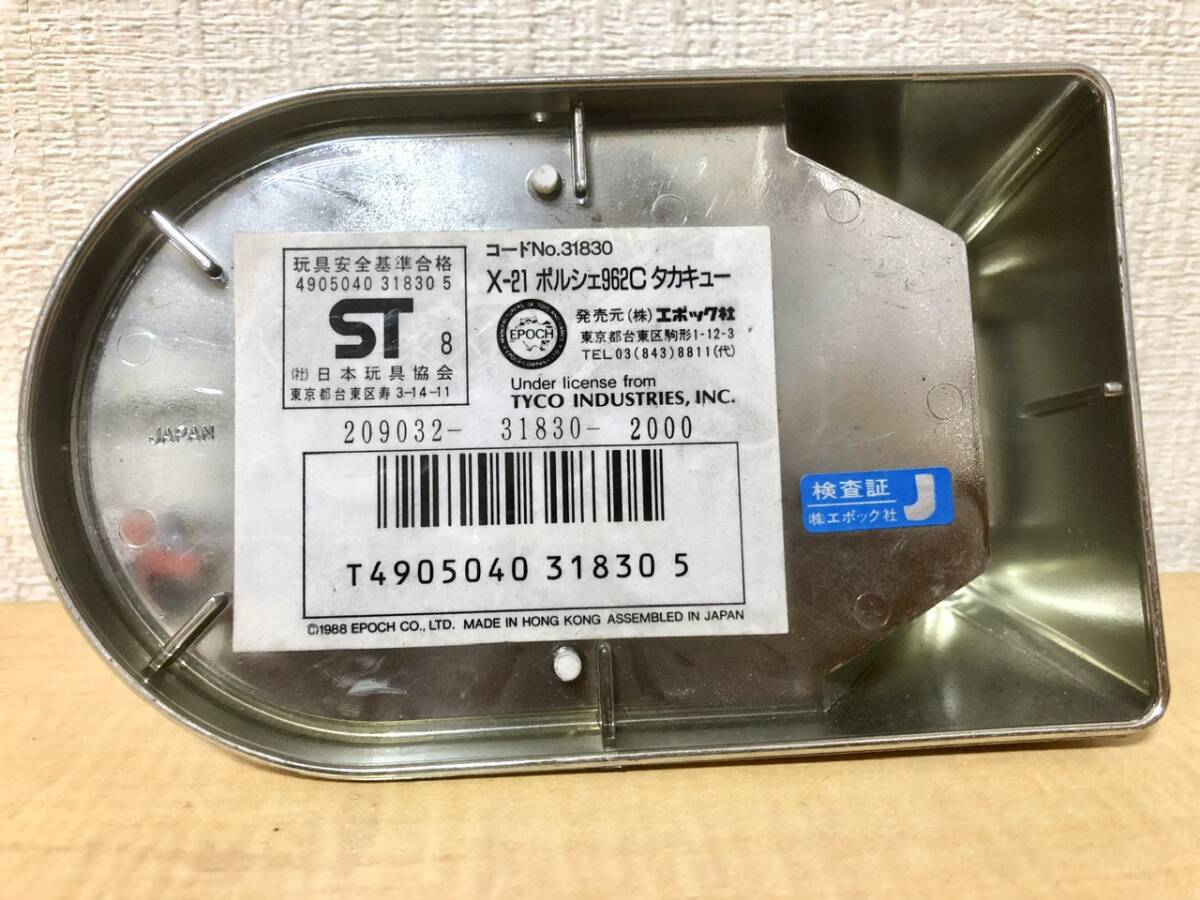 玩具安全基準合格
4905040 31830 5
ST 8
(社)日本玩具協会
東京都台東区寿3-14-11
コードNo.31830
X-21 ポルシェ962C タカキュー
EPOCH
発売元(株)エポック社
東京都台東区駒形1-12-3
TEL03(843)8811(代)
Under license from
TYCO INDUSTRIES, INC.
209032- 31830- 2000
T4905040 31830 5
©1988 EPOCH CO., LTD. MADE IN HONG KONG ASSEMBLED IN JAPAN
JAPAN
検査証 J
(株)エポック社